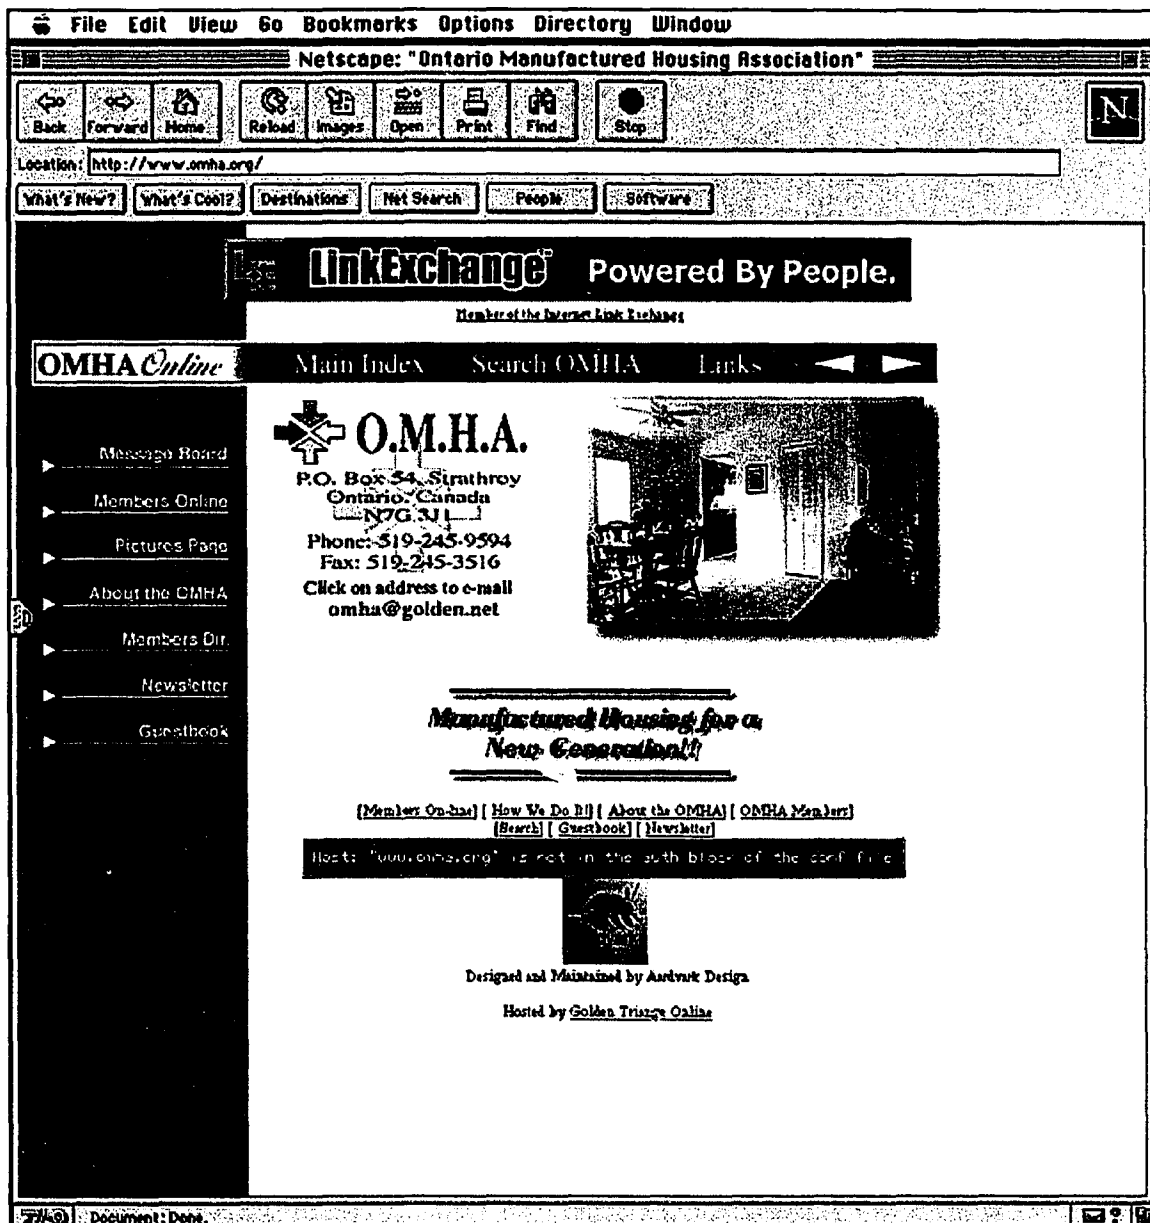 File Edit View Go Bookmarks Options Directory Window
Netscape: "Ontario Manufactured Housing Association"
Back Forward Home Reload Images Open Print Find Stop
N
Location: http://www.omha.org/
What's New? What's Cool? Destinations Net Search People Software
LinkExchange Powered By People.
Member of the Internet Link Exchange
OMHA Online Main Index Search OMHA Links
O.M.H.A.
P.O. Box 54, Strathroy
Ontario, Canada
N7G 3J1
Phone: 519-245-9594
Fax: 519-245-3516
Click on address to e-mail
omha@golden.net
Message Board
Members Online
Pictures Page
About the OMHA
Members Dir.
Newsletter
Guestbook
Manufactured Housing for a
New Generation!!
[Members On-line] [ How We Do It!] [ About the OMHA] [ OMHA Members]
[Search] [ Guestbook] [ Newsletter]
Host: "www.omha.org" is not in the auth block of the conf file
Designed and Maintained by Aardvark Design
Hosted by Golden Triange Online
Document: Done.